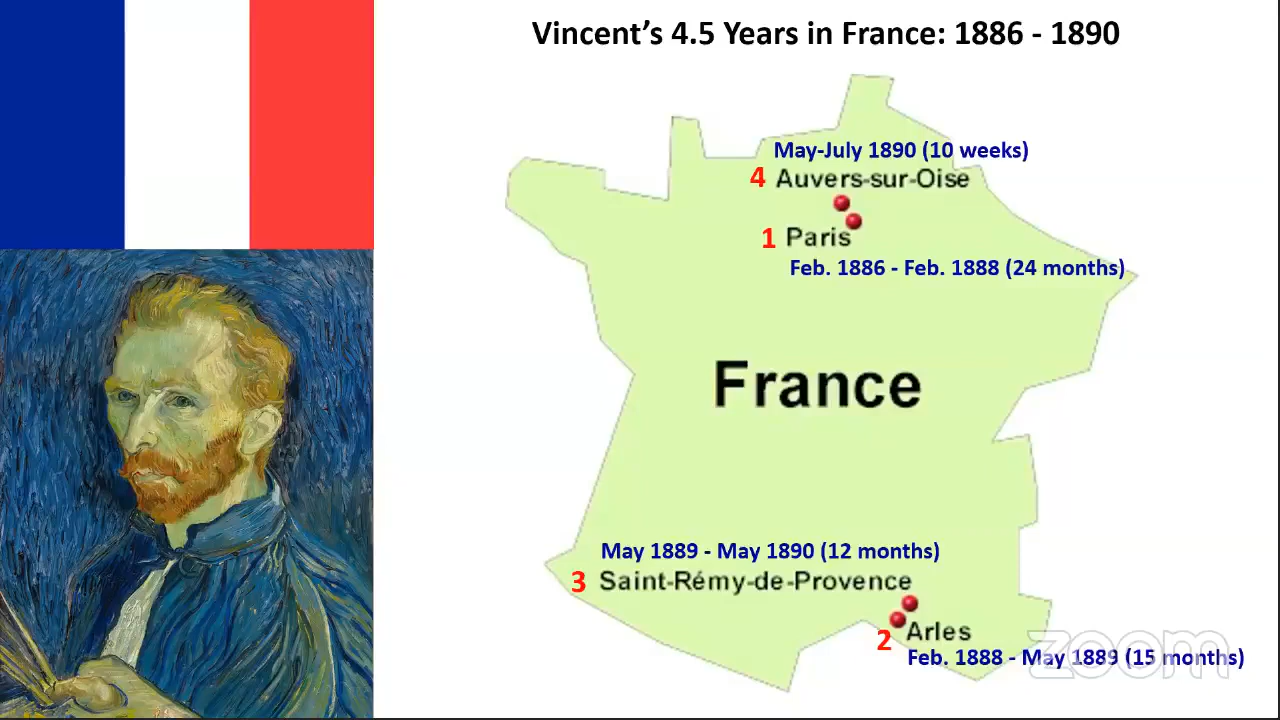 Vincent’s 4.5 Years in France: 1886 - 1890
May-July 1890 (10 weeks)
4 Auvers-sur-Oise
1 Paris
Feb. 1886 - Feb. 1888 (24 months)
France
May 1889 - May 1890 (12 months)
3 Saint-Rémy-de-Provence
2 Arles
Feb. 1888 - May 1889 (15 months)
zoom